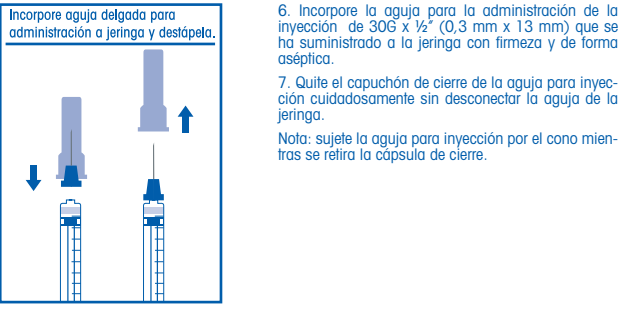 Incorpore aguja delgada para
administración a jeringa y destápela.
6. Incorpore la aguja para la administración de la
inyección de 30G x ½” (0,3 mm x 13 mm) que se
ha suministrado a la jeringa con firmeza y de forma
aséptica.
7. Quite el capuchón de cierre de la aguja para inyec-
ción cuidadosamente sin desconectar la aguja de la
jeringa.
Nota: sujete la aguja para inyección por el cono mien-
tras se retira la cápsula de cierre.